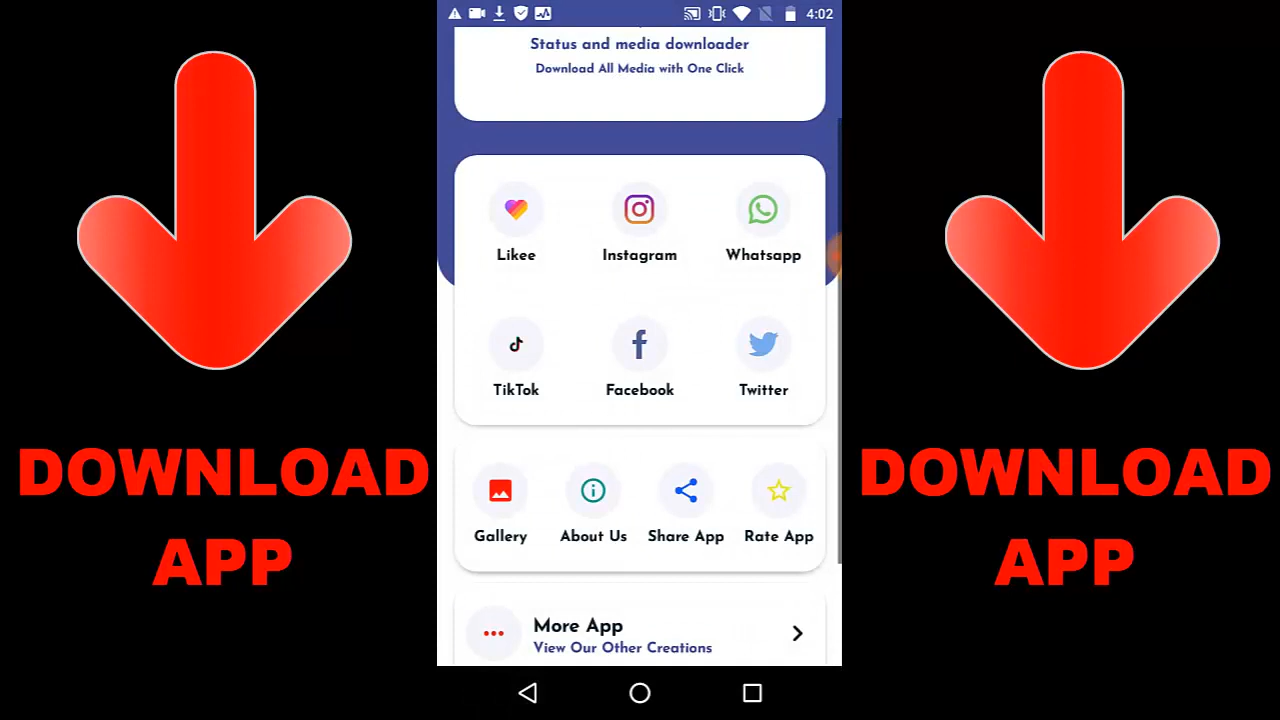 4:02
Status and media downloader
Download All Media with One Click
Likee
Instagram
Whatsapp
TikTok
Facebook
Twitter
DOWNLOAD
APP
DOWNLOAD
APP
Gallery
About Us
Share App
Rate App
More App
View Our Other Creations